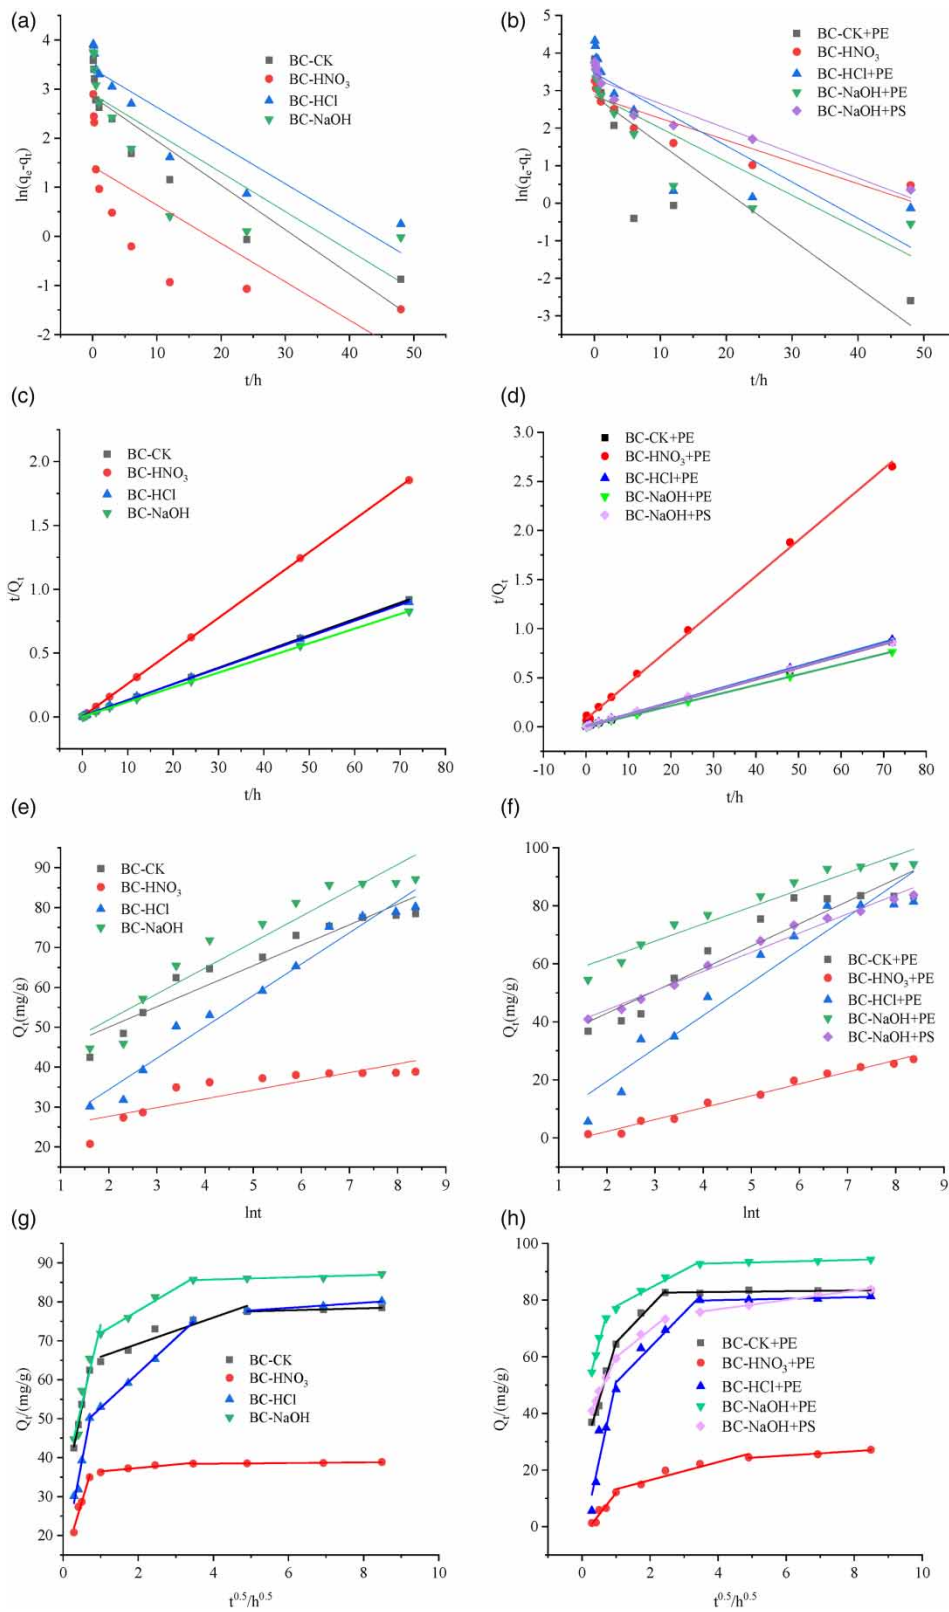 (a)
5
4
3
2
1
0
-1
-2
0
10
20
30
40
50
60
ln(qe-qt)
t/h
BC-CK
BC-HNO3
BC-HCl
BC-NaOH
(b)
5
4
3
2
1
0
-1
-2
-3
0
10
20
30
40
50
ln(qe-qt)
t/h
BC-CK+PE
BC-HNO3
BC-HCl+PE
BC-NaOH+PE
BC-NaOH+PS
(c)
2.0
1.5
1.0
0.5
0.0
0
10
20
30
40
50
60
70
80
t/Qt
t/h
BC-CK
BC-HNO3
BC-HCl
BC-NaOH
(d)
3.0
2.5
2.0
1.5
1.0
0.5
0.0
-10
0
10
20
30
40
50
60
70
80
t/Qt
t/h
BC-CK+PE
BC-HNO3+PE
BC-HCl+PE
BC-NaOH+PE
BC-NaOH+PS
(e)
90
80
70
60
50
40
30
20
1
2
3
4
5
6
7
8
9
Qt(mg/g)
lnt
BC-CK
BC-HNO3
BC-HCl
BC-NaOH
(f)
100
80
60
40
20
0
1
2
3
4
5
6
7
8
9
Qt(mg/g)
lnt
BC-CK+PE
BC-HNO3+PE
BC-HCl+PE
BC-NaOH+PE
BC-NaOH+PS
(g)
90
80
70
60
50
40
30
20
0
2
4
6
8
10
Qt/(mg/g)
t0.5/h0.5
BC-CK
BC-HNO3
BC-HCl
BC-NaOH
(h)
100
80
60
40
20
0
0
2
4
6
8
10
Qt/(mg/g)
t0.5/h0.5
BC-CK+PE
BC-HNO3+PE
BC-HCl+PE
BC-NaOH+PE
BC-NaOH+PS